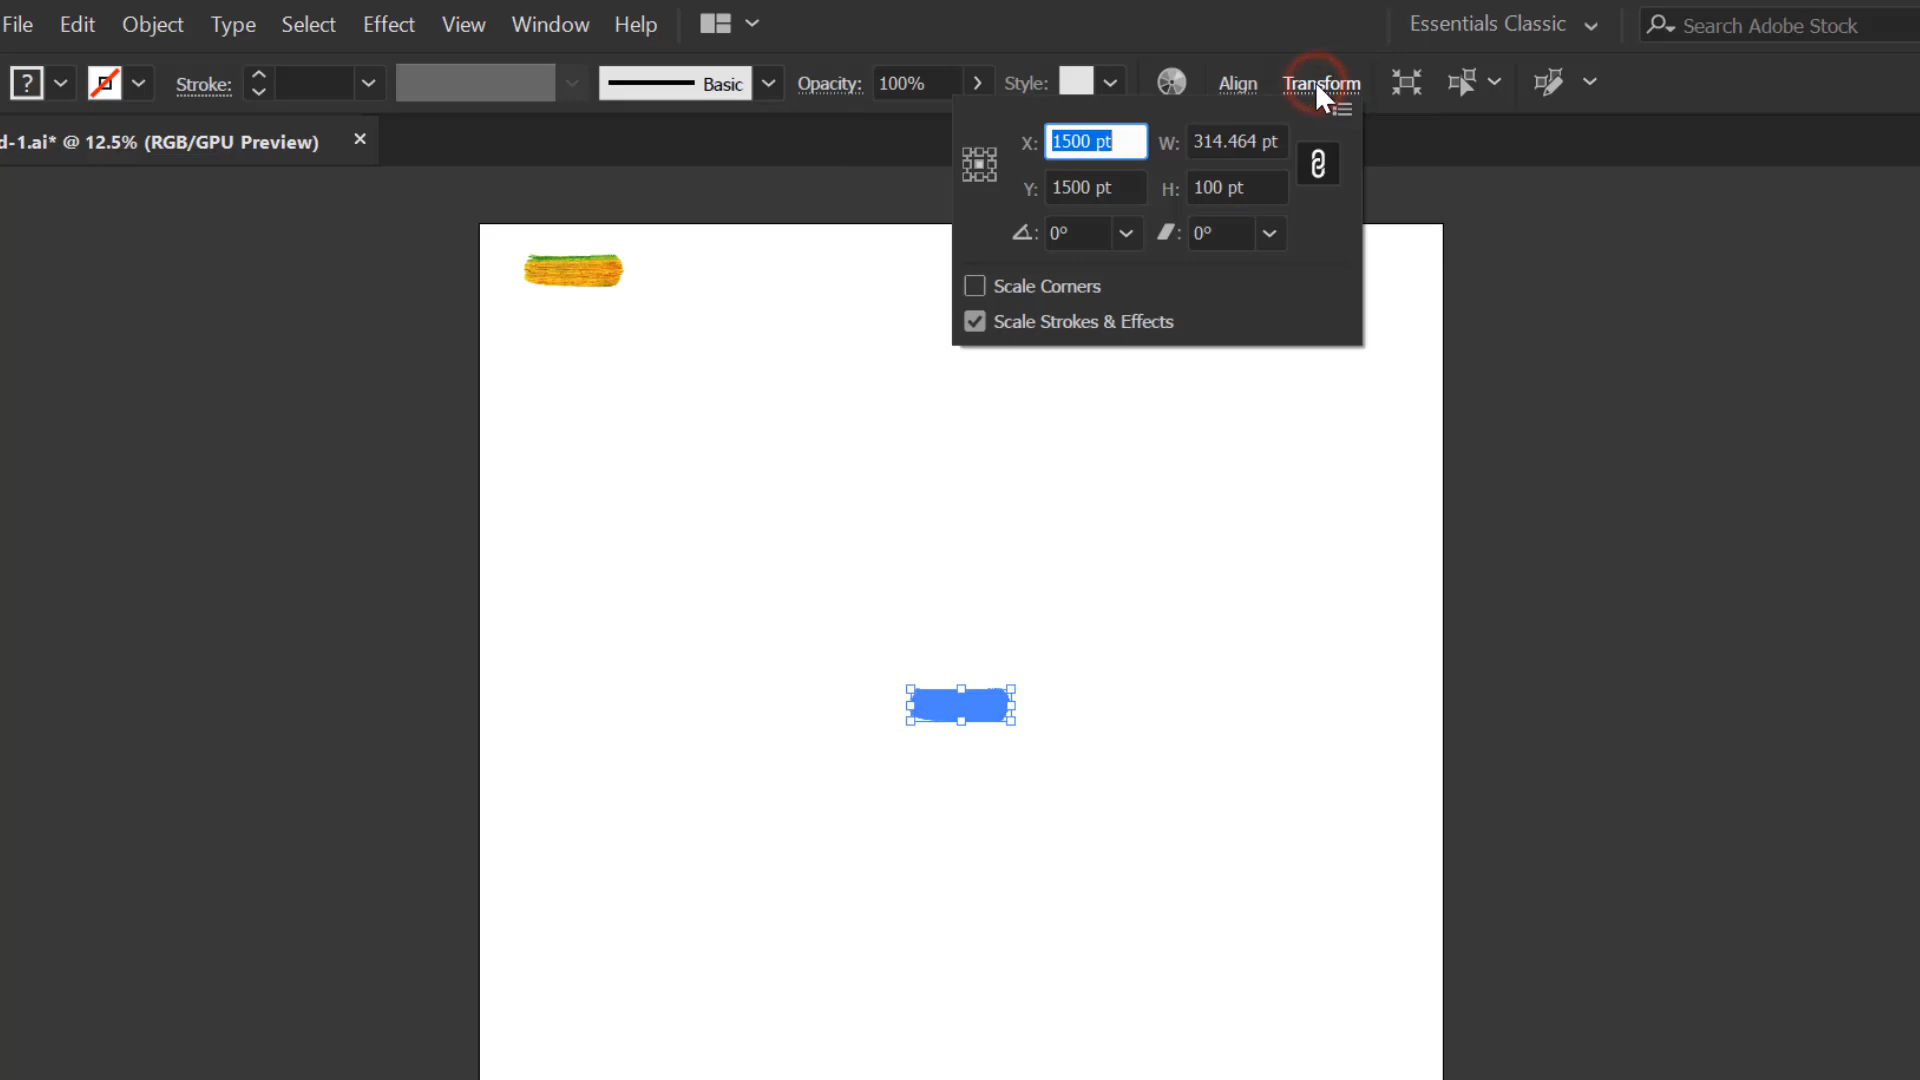 File Edit Object Type Select Effect View Window Help Essentials Classic Search Adobe Stock
? Stroke: Basic Opacity: 100% Style: Align Transform
d-1.ai* @ 12.5% (RGB/GPU Preview) ×
X: 1500 pt W: 314.464 pt
Y: 1500 pt H: 100 pt
: 0° : 0°
Scale Corners
Scale Strokes & Effects